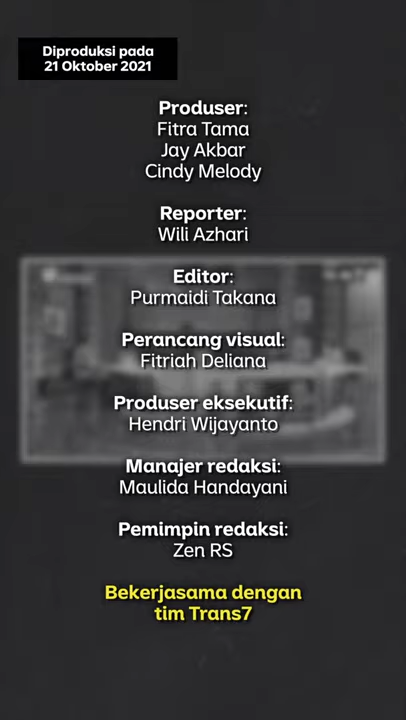 Diproduksi pada
21 Oktober 2021
Produser:
Fitra Tama
Jay Akbar
Cindy Melody
Reporter:
Wili Azhari
Editor:
Purmaidi Takana
Perancang visual:
Fitriah Deliana
Produser eksekutif:
Hendri Wijayanto
Manajer redaksi:
Maulida Handayani
Pemimpin redaksi:
Zen RS
Bekerjasama dengan
tim Trans7